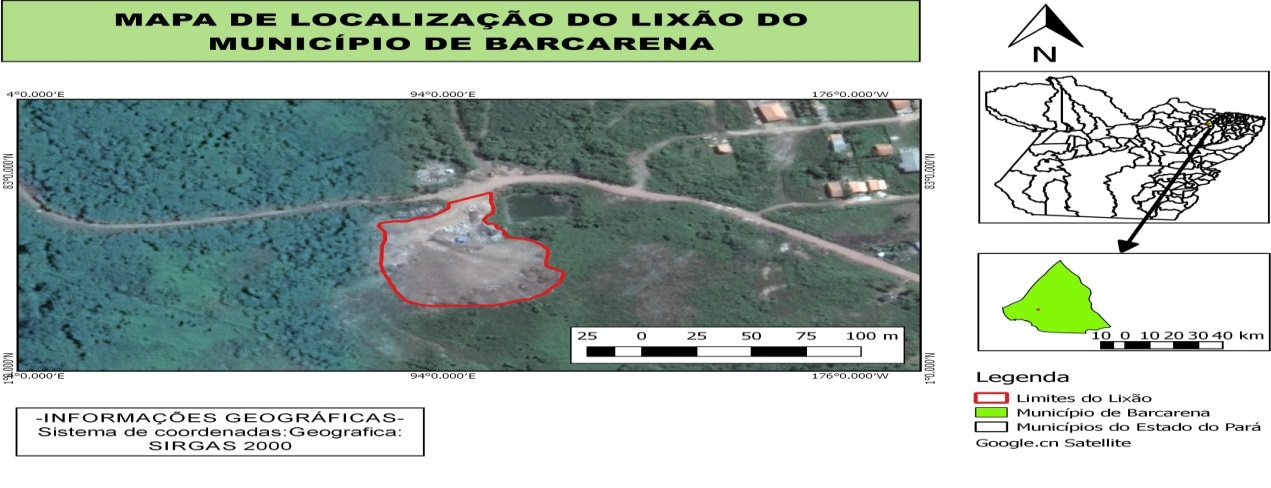 MAPA DE LOCALIZAÇÃO DO LIXÃO DO
MUNICÍPIO DE BARCARENA
N
4°0.000'E
94°0.000'E
176°0.000'W
83°0.000'N
83°0.000'N
25 0 25 50 75 100 m
1°0.000'N
1°0.000'N
4°0.000'E
94°0.000'E
176°0.000'W
10 0 10 20 30 40 km
Legenda
Limites do Lixão
Município de Barcarena
Municípios do Estado do Pará
Google.cn Satellite
-INFORMAÇÕES GEOGRÁFICAS-
Sistema de coordenadas:Geografica:
SIRGAS 2000